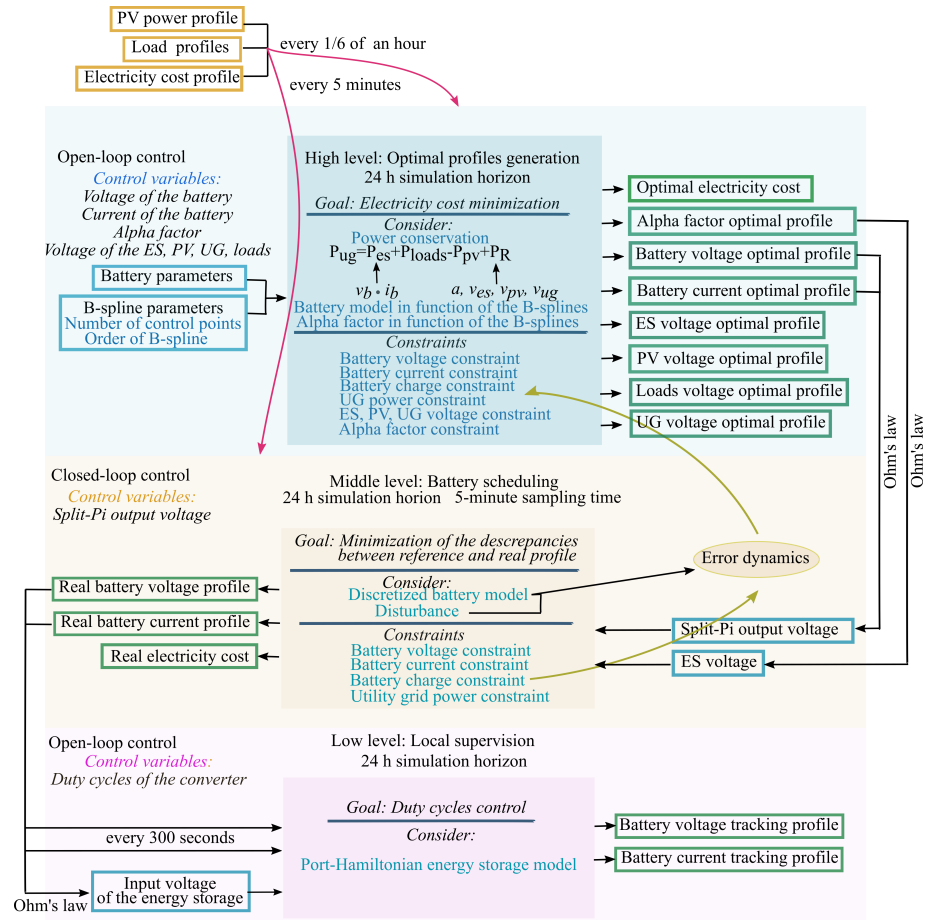 PV power profile
Load profiles
Electricity cost profile
every 1/6 of an hour
every 5 minutes
Open-loop control
Control variables:
Voltage of the battery
Current of the battery
Alpha factor
Voltage of the ES, PV, UG, loads
Battery parameters
B-spline parameters
Number of control points
Order of B-spline
High level: Optimal profiles generation
24 h simulation horizon
Goal: Electricity cost minimization
Consider:
Power conservation
Pug=Pes+Ploads-Ppv+PR
vb · ib
a, ves, vpv, vug
Battery model in function of the B-splines
Alpha factor in function of the B-splines
Constraints
Battery voltage constraint
Battery current constraint
Battery charge constraint
UG power constraint
ES, PV, UG voltage constraint
Alpha factor constraint
Optimal electricity cost
Alpha factor optimal profile
Battery voltage optimal profile
Battery current optimal profile
ES voltage optimal profile
PV voltage optimal profile
Loads voltage optimal profile
UG voltage optimal profile
Ohm's law
Ohm's law
Closed-loop control
Control variables:
Split-Pi output voltage
Middle level: Battery scheduling
24 h simulation horion 5-minute sampling time
Goal: Minimization of the descrepancies
between reference and real profile
Consider:
Discretized battery model
Disturbance
Constraints
Battery voltage constraint
Battery current constraint
Battery charge constraint
Utility grid power constraint
Error dynamics
Split-Pi output voltage
ES voltage
Real battery voltage profile
Real battery current profile
Real electricity cost
Open-loop control
Control variables:
Duty cycles of the converter
Low level: Local supervision
24 h simulation horizon
Goal: Duty cycles control
Consider:
Port-Hamiltonian energy storage model
every 300 seconds
Ohm's law
Input voltage
of the energy storage
Battery voltage tracking profile
Battery current tracking profile